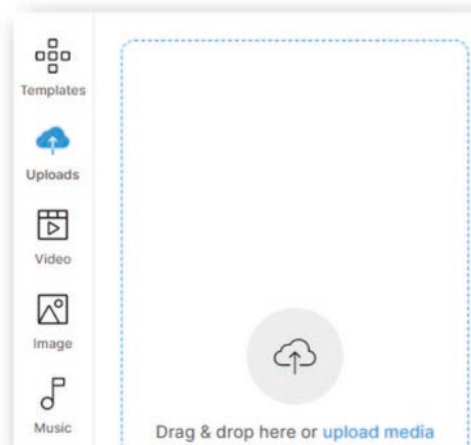 Templates
Uploads
Video
Image
Music
Drag & drop here or upload media